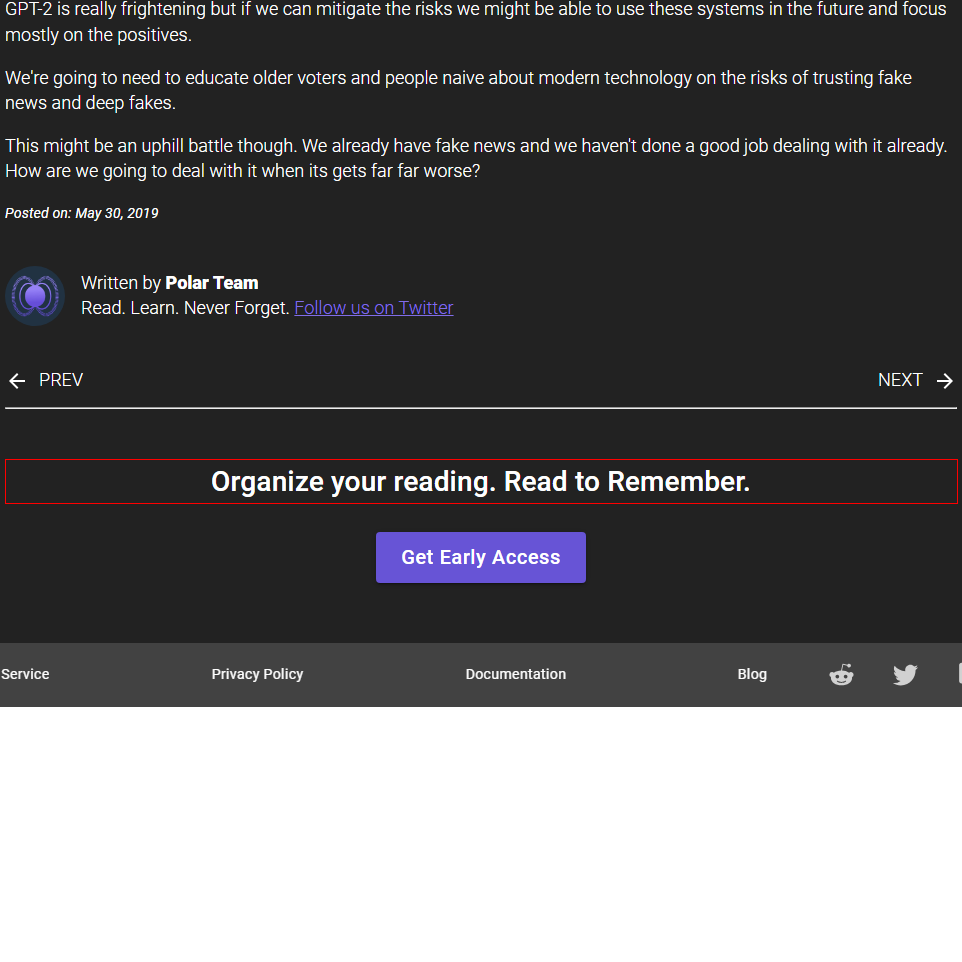 GPT-2 is really frightening but if we can mitigate the risks we might be able to use these systems in the future and focus
mostly on the positives.
We're going to need to educate older voters and people naive about modern technology on the risks of trusting fake
news and deep fakes.
This might be an uphill battle though. We already have fake news and we haven't done a good job dealing with it already.
How are we going to deal with it when its gets far far worse?
Posted on: May 30, 2019
Written by Polar Team
Read. Learn. Never Forget. Follow us on Twitter
PREV NEXT
Organize your reading. Read to Remember.
Get Early Access
Service Privacy Policy Documentation Blog